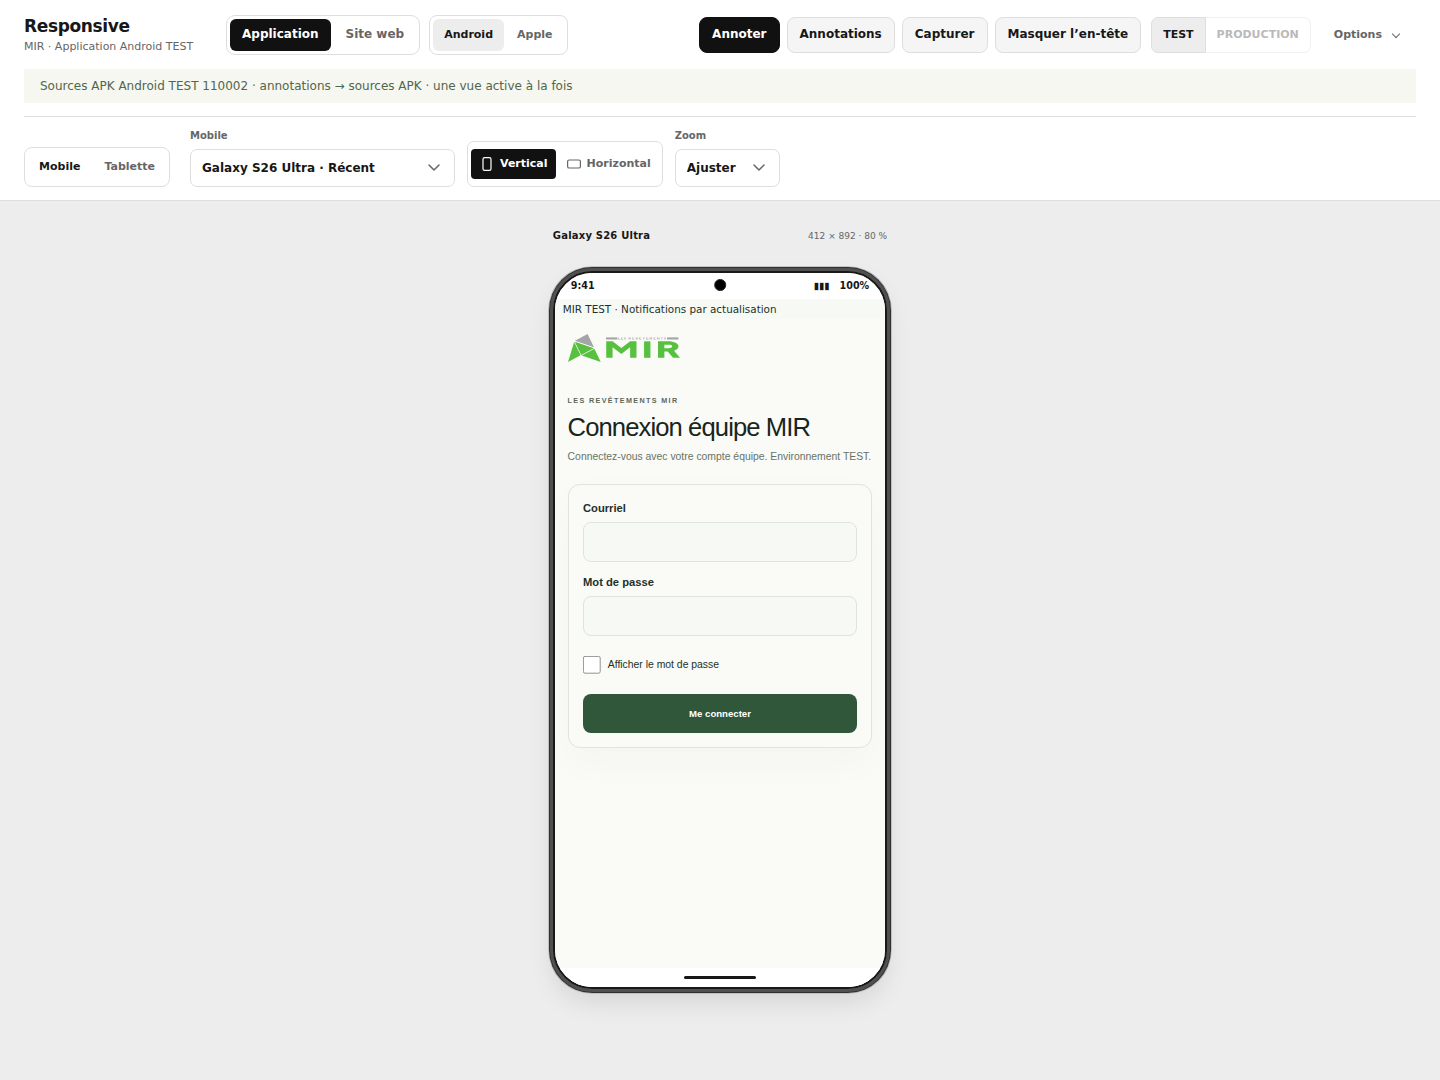 Responsive
MIR · Application Android TEST
Application
Site web
Android
Apple
Annoter
Annotations
Capturer
Masquer l’en-tête
TEST
PRODUCTION
Options
Sources APK Android TEST 110002 · annotations → sources APK · une vue active à la fois
Mobile
Tablette
Mobile
Galaxy S26 Ultra · Récent
Vertical
Horizontal
Zoom
Ajuster
Galaxy S26 Ultra
412 × 892 · 80 %
9:41
100%
MIR TEST · Notifications par actualisation
LES REVÊTEMENTS
MIR
LES REVÊTEMENTS MIR
Connexion équipe MIR
Connectez-vous avec votre compte équipe. Environnement TEST.
Courriel
Mot de passe
Afficher le mot de passe
Me connecter